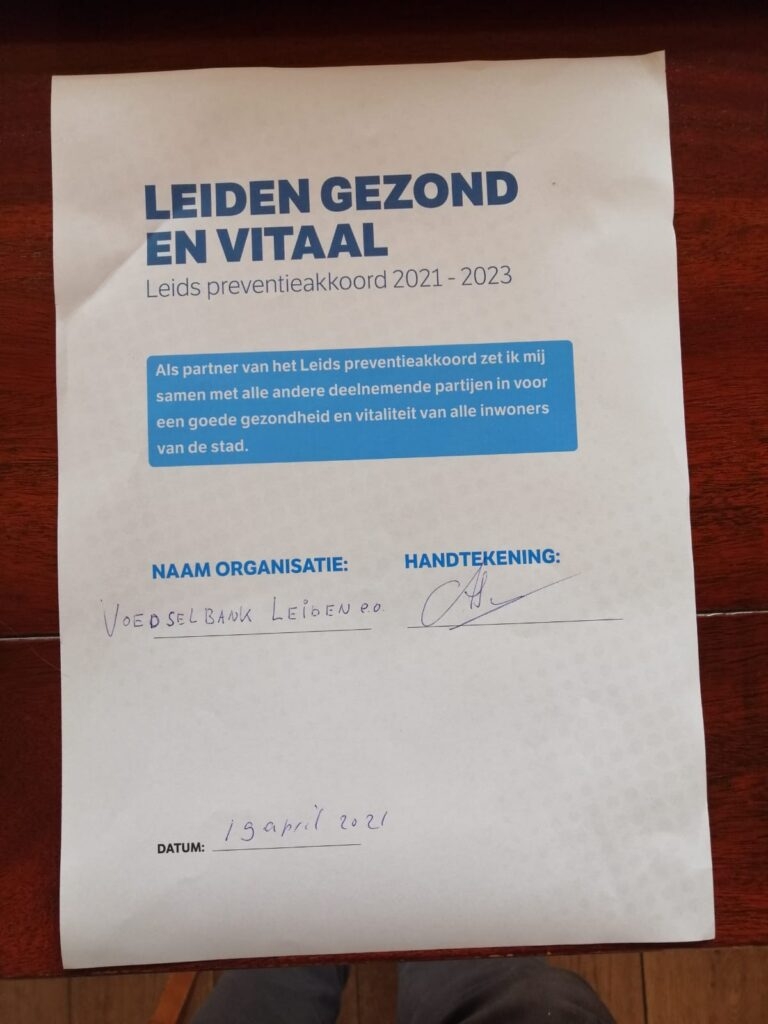 LEIDEN GEZOND
EN VITAAL
Leids preventieakkoord 2021 - 2023
Als partner van het Leids preventieakkoord zet ik mij
samen met alle andere deelnemende partijen in voor
een goede gezondheid en vitaliteit van alle inwoners
van de stad.
NAAM ORGANISATIE:
VOEDSELBANK LEIDEN e.o.
HANDTEKENING:
DATUM: 19 april 2021